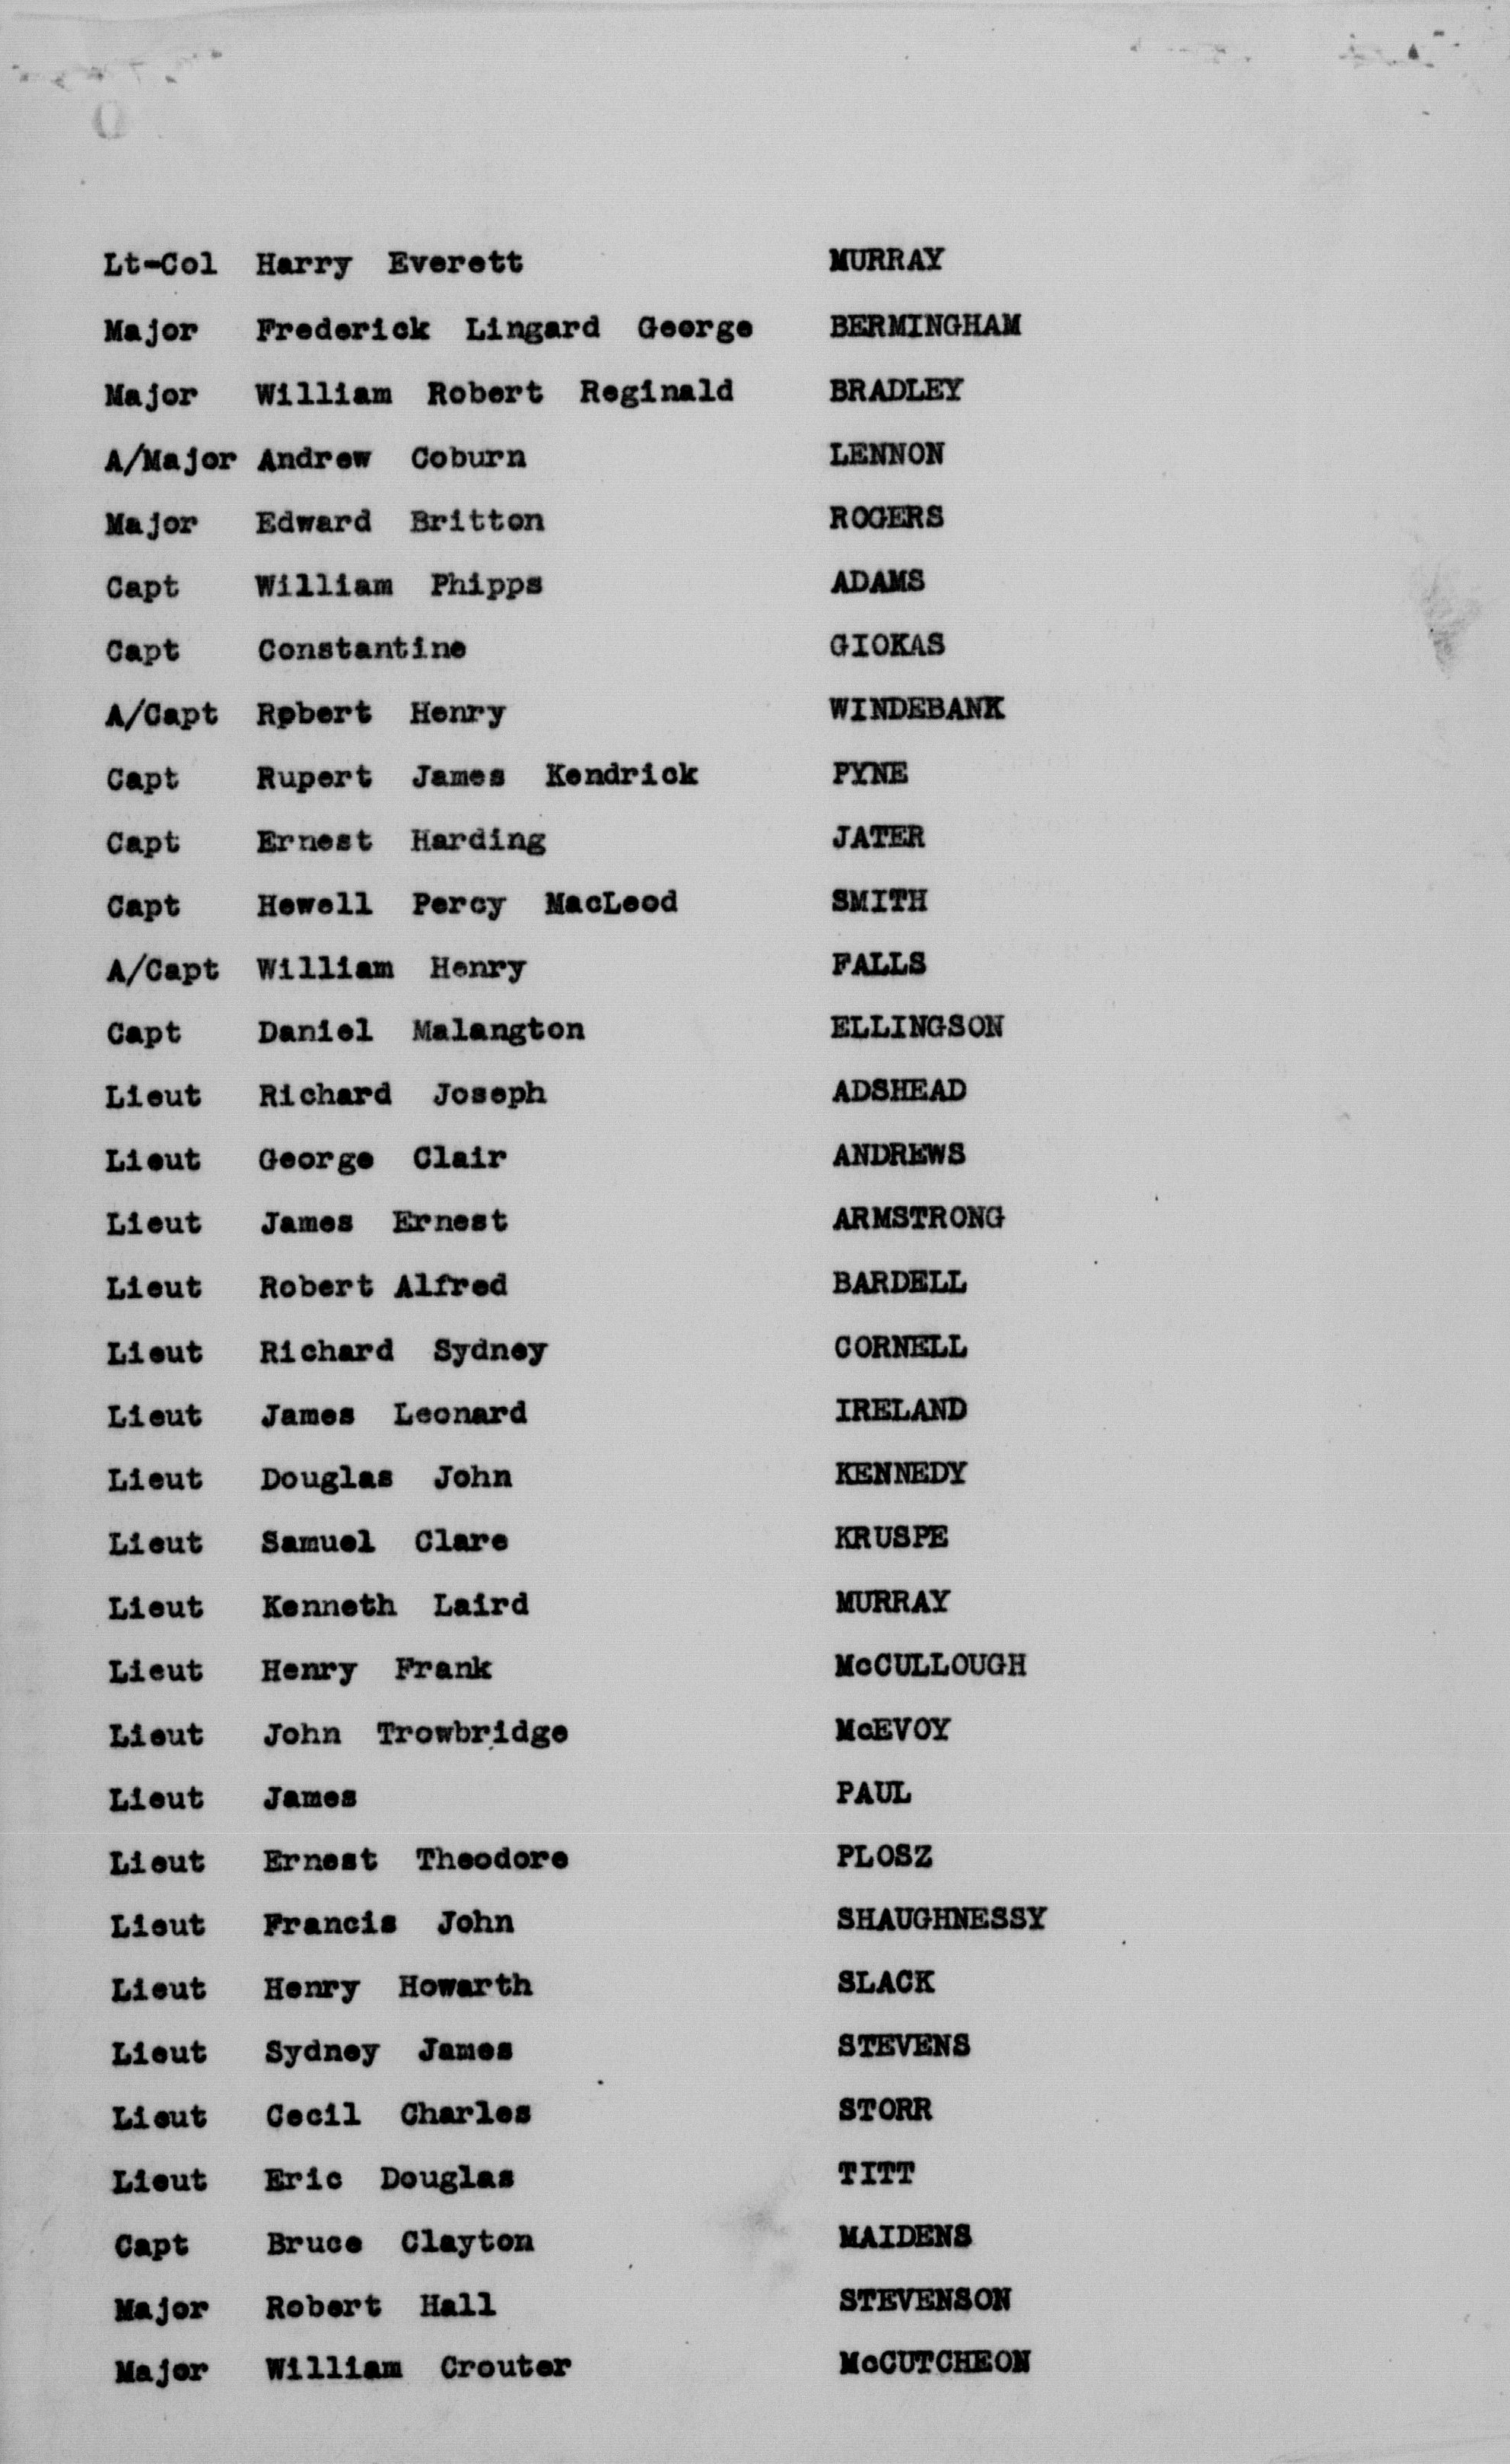 Lt-Col Harry Everett MURRAY
Major Frederick Lingard George BERMINGHAM
Major William Robert Reginald BRADLEY
A/Major Andrew Coburn LENNON
Major Edward Britton ROGERS
Capt William Phipps ADAMS
Capt Constantine GIOKAS
A/Capt Robert Henry WINDEBANK
Capt Rupert James Kendrick PYNE
Capt Ernest Harding JATER
Capt Hewell Percy MacLeod SMITH
A/Capt William Henry FALLS
Capt Daniel Malangton ELLINGSON
Lieut Richard Joseph ADSHEAD
Lieut George Clair ANDREWS
Lieut James Ernest ARMSTRONG
Lieut Robert Alfred BARDELL
Lieut Richard Sydney CORNELL
Lieut James Leonard IRELAND
Lieut Douglas John KENNEDY
Lieut Samuel Clare KRUSPE
Lieut Kenneth Laird MURRAY
Lieut Henry Frank McCULLOUGH
Lieut John Trowbridge McEVOY
Lieut James PAUL
Lieut Ernest Theodore PLOSZ
Lieut Francis John SHAUGHNESSY
Lieut Henry Howarth SLACK
Lieut Sydney James STEVENS
Lieut Cecil Charles STORR
Lieut Eric Douglas TITT
Capt Bruce Clayton MAIDENS
Major Robert Hall STEVENSON
Major William Crouter McCUTCHEON